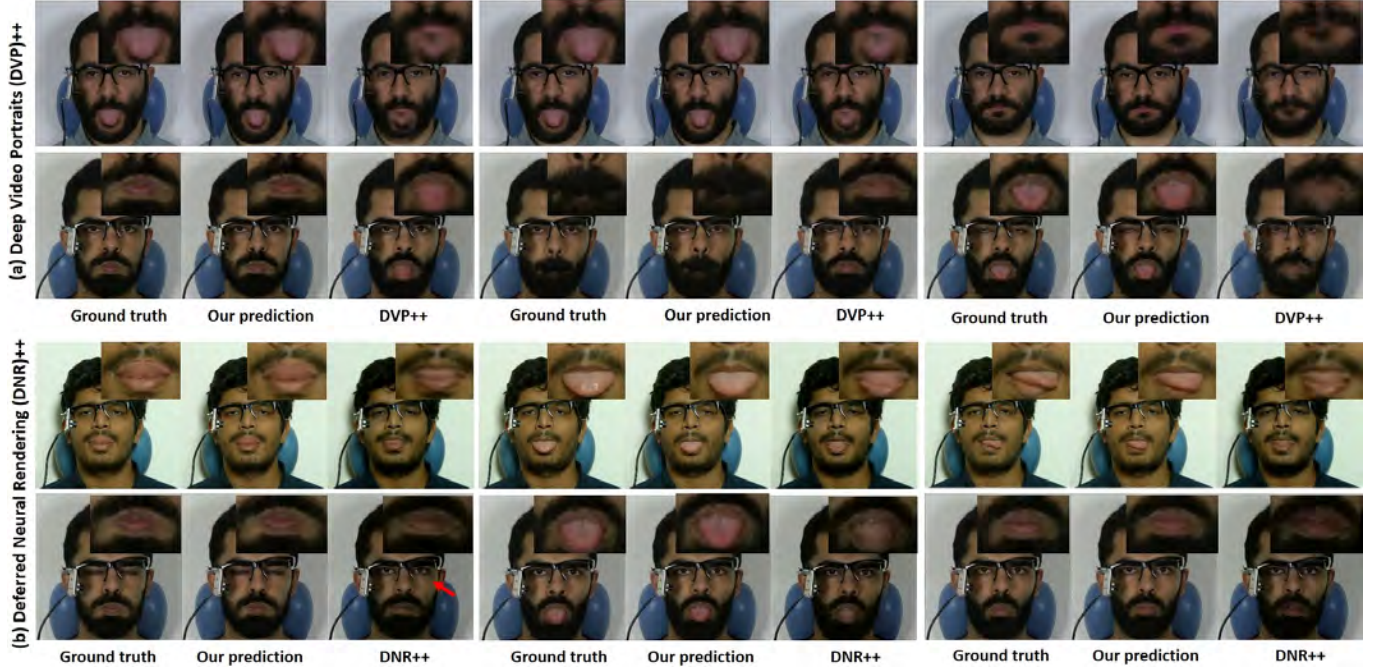 (a) Deep Video Portraits (DVP)++
Ground truth Our prediction DVP++ Ground truth Our prediction DVP++ Ground truth Our prediction DVP++
(b) Deferred Neural Rendering (DNR)++
Ground truth Our prediction DNR++ Ground truth Our prediction DNR++ Ground truth Our prediction DNR++